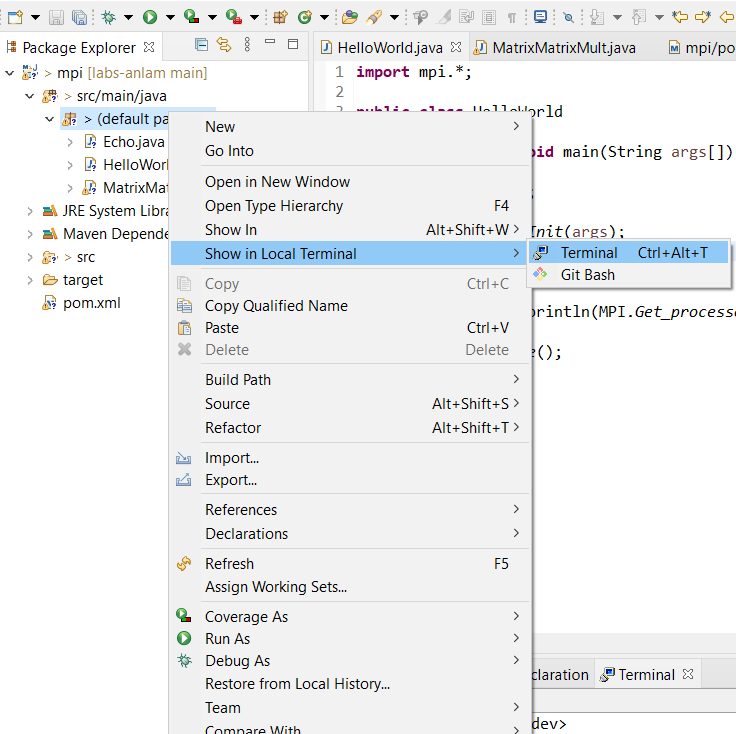 Package Explorer
HelloWorld.java
MatrixMatrixMult.java
mpi/po
> mpi [labs-anlam main]
> src/main/java
> (default pa
Echo.java
HelloWorl
MatrixMat
JRE System Libra
Maven Depende
> src
target
pom.xml
1 import mpi.*;
2
public class HelloWorld
oid main(String args[])
;
Init(args);
println(MPI.Get_process
e();
New
Go Into
Open in New Window
Open Type Hierarchy F4
Show In Alt+Shift+W >
Show in Local Terminal >
Terminal Ctrl+Alt+T
Git Bash
Copy Ctrl+C
Copy Qualified Name
Paste Ctrl+V
Delete Delete
Build Path >
Source Alt+Shift+S >
Refactor Alt+Shift+T >
Import...
Export...
References >
Declarations >
Refresh F5
Assign Working Sets...
Coverage As >
Run As >
Debug As >
Restore from Local History...
Team >
Compare With >
claration
Terminal
dev>